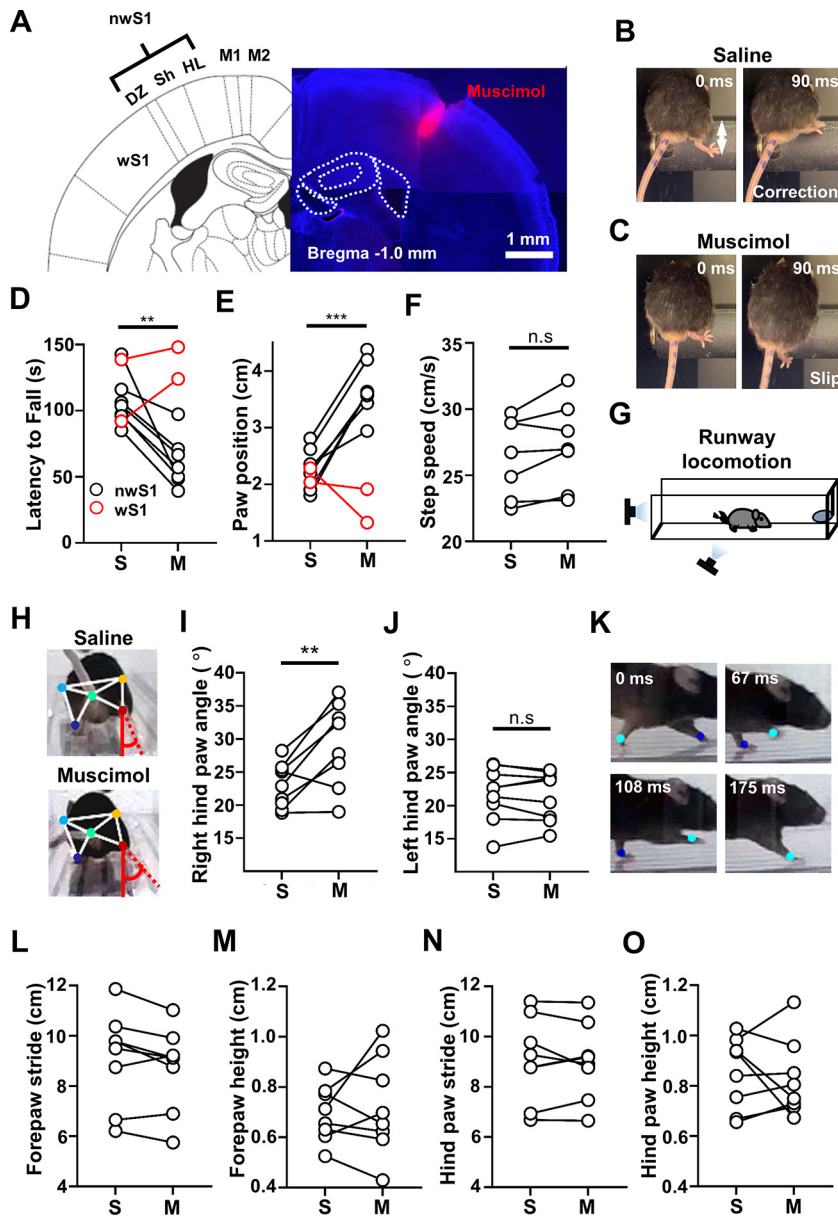 A
nwS1
DZ
Sh
HL
M1 M2
wS1
Muscimol
Bregma -1.0 mm
1 mm
B
Saline
0 ms
90 ms
Correction
C
Muscimol
0 ms
90 ms
Slip
D
**
Latency to Fall (s)
150
100
50
0
nwS1
wS1
S
M
E
***
Paw position (cm)
4
3
2
1
S
M
F
n.s
Step speed (cm/s)
35
30
25
22
S
M
G
Runway
locomotion
H
Saline
Muscimol
I
**
Right hind paw angle (°)
40
35
30
25
20
15
S
M
J
n.s
Left hind paw angle (°)
40
35
30
25
20
15
S
M
K
0 ms
67 ms
108 ms
175 ms
L
Forepaw stride (cm)
12
10
8
6
4
S
M
M
Forepaw height (cm)
1.2
1.0
0.8
0.6
0.4
S
M
N
Hind paw stride (cm)
12
10
8
6
4
S
M
O
Hind paw height (cm)
1.2
1.0
0.8
0.6
0.4
S
M